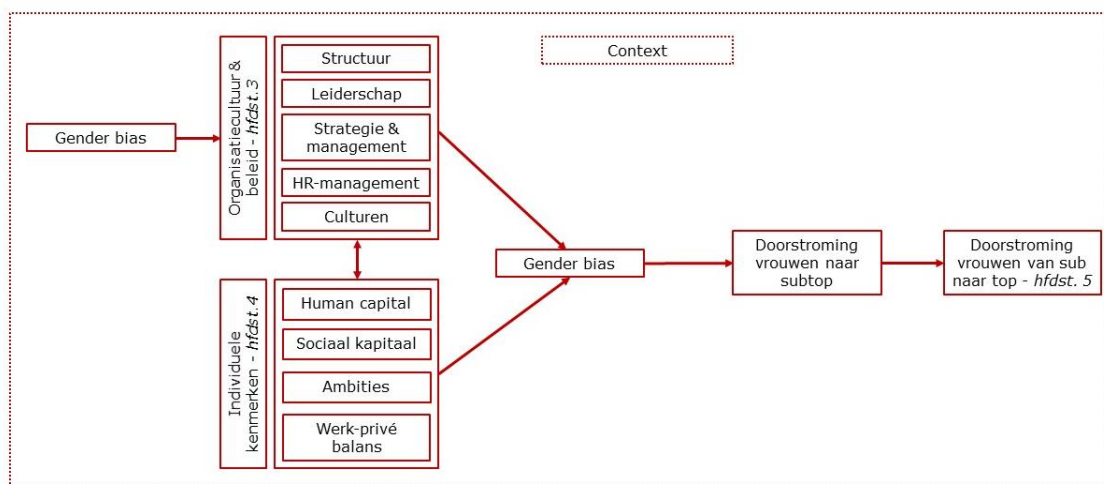 Context
Gender bias
Organisatiecultuur &
beleid - hfdst.3
Structuur
Leiderschap
Strategie &
management
HR-management
Culturen
Individuele
kenmerken - hfdst.4
Human capital
Sociaal kapitaal
Ambities
Werk-privé
balans
Gender bias
Doorstroming
vrouwen naar
subtop
Doorstroming
vrouwen van sub
naar top - hfdst. 5